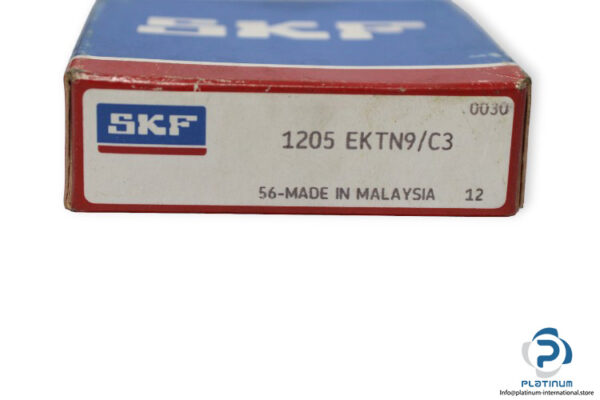 SKF
0030
SKF
1205 EKTN9/C3
56-MADE IN MALAYSIA 12
PLATINUM
Info@platinum-international.store